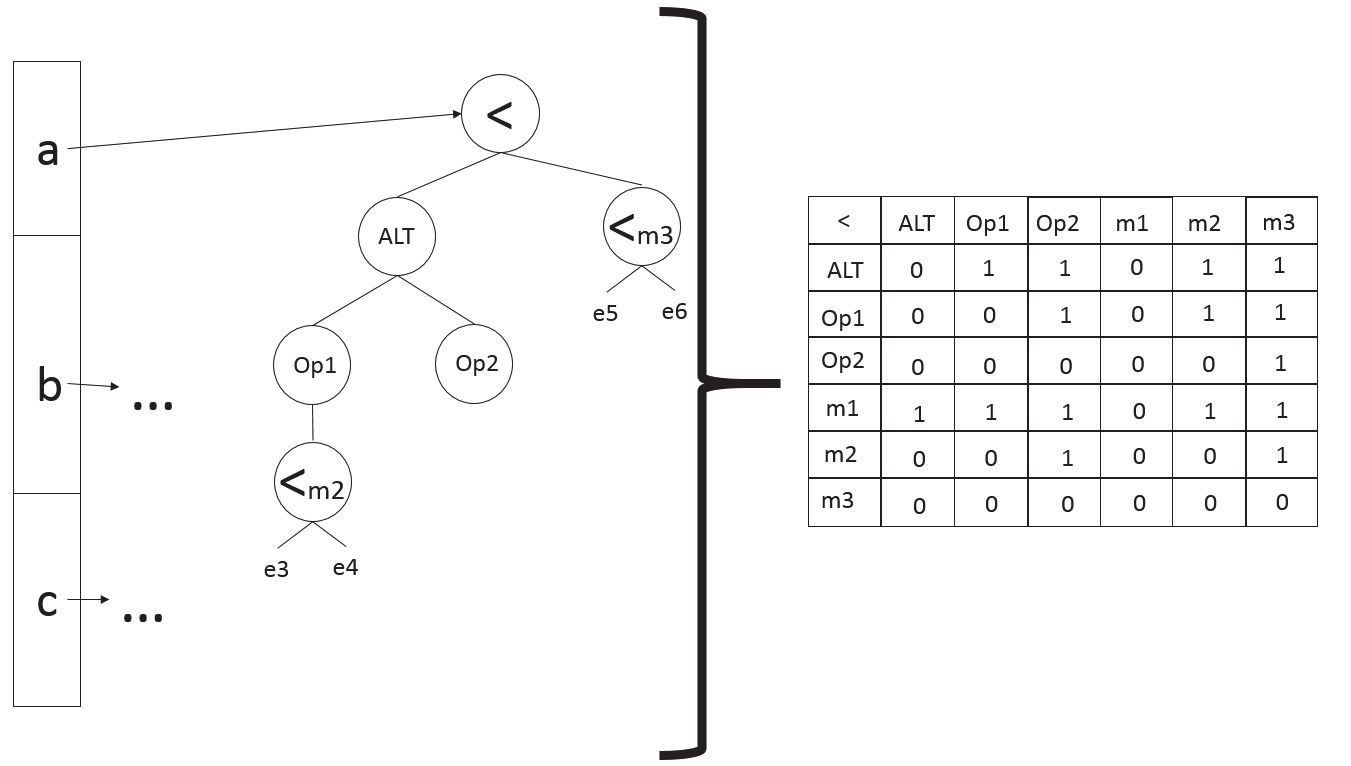 <
a
ALT
<m3
e5 e6
Op1 Op2
b ...
<m2
e3 e4
c ...
< ALT Op1 Op2 m1 m2 m3
ALT 0 1 1 0 1 1
Op1 0 0 1 0 1 1
Op2 0 0 0 0 0 1
m1 1 1 1 0 1 1
m2 0 0 1 0 0 1
m3 0 0 0 0 0 0